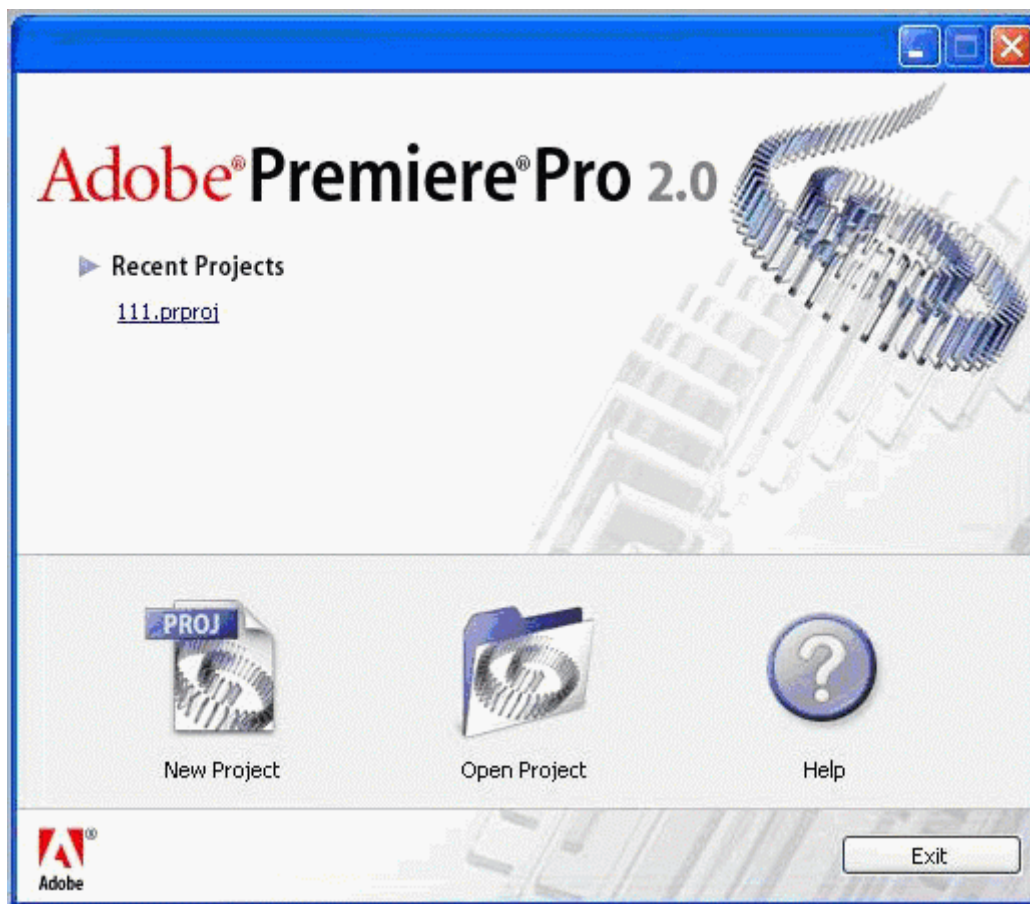 Adobe® Premiere® Pro 2.0
Recent Projects
111.prproj
PROJ
New Project Open Project Help
®
Adobe
Exit